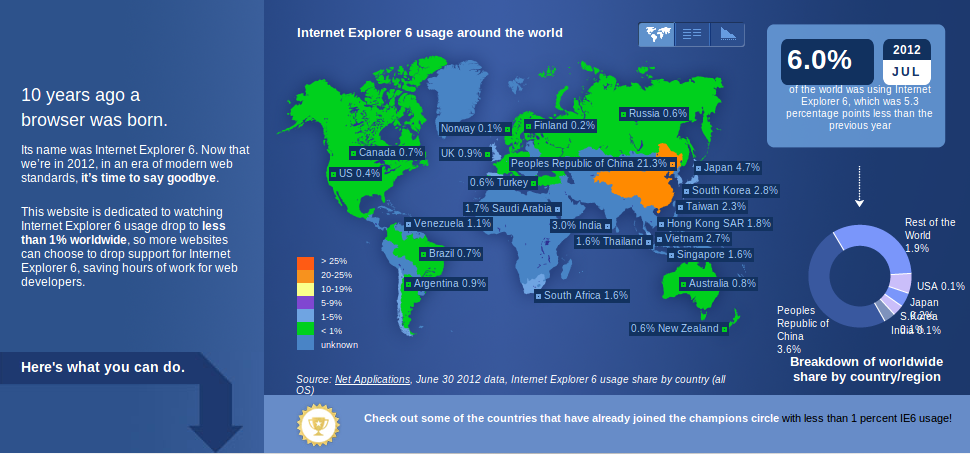 10 years ago a
browser was born.
Its name was Internet Explorer 6. Now that
we're in 2012, in an era of modern web
standards, it's time to say goodbye.
This website is dedicated to watching
Internet Explorer 6 usage drop to less
than 1% worldwide, so more websites
can choose to drop support for Internet
Explorer 6, saving hours of work for web
developers.
Here's what you can do.
Internet Explorer 6 usage around the world
Russia 0.6%
Norway 0.1%
Finland 0.2%
Canada 0.7%
UK 0.9%
Peoples Republic of China 21.3%
Japan 4.7%
US 0.4%
0.6% Turkey
South Korea 2.8%
1.7% Saudi Arabia
Taiwan 2.3%
Venezuela 1.1%
3.0% India
Hong Kong SAR 1.8%
1.6% Thailand
Vietnam 2.7%
Brazil 0.7%
Singapore 1.6%
Argentina 0.9%
South Africa 1.6%
Australia 0.8%
0.6% New Zealand
> 25%
20-25%
10-19%
5-9%
1-5%
< 1%
unknown
Source: Net Applications, June 30 2012 data, Internet Explorer 6 usage share by country (all
OS)
6.0%
2012
JUL
of the world was using Internet
Explorer 6, which was 5.3
percentage points less than the
previous year
Rest of the
World
1.9%
USA 0.1%
Japan
0.2%
S.Korea
0.1%
India 0.1%
Peoples
Republic of
China
3.6%
Breakdown of worldwide
share by country/region
Check out some of the countries that have already joined the champions circle with less than 1 percent IE6 usage!